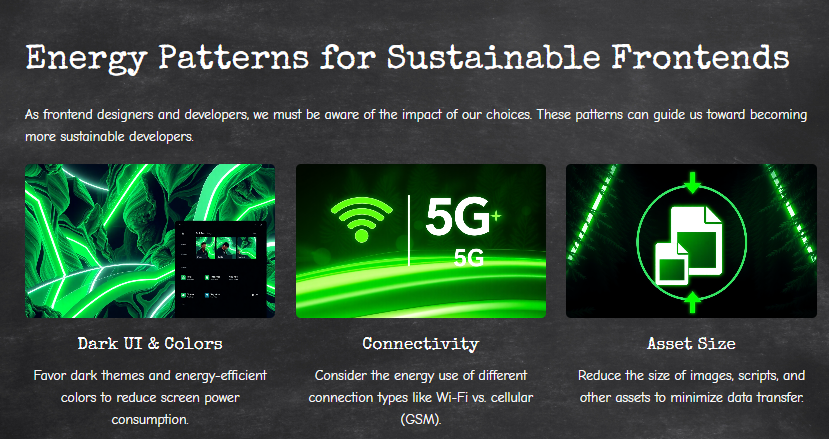 Energy Patterns for Sustainable Frontends
As frontend designers and developers, we must be aware of the impact of our choices. These patterns can guide us toward becoming
more sustainable developers.
5G+
5G
Dark UI & Colors
Connectivity
Asset Size
Favor dark themes and energy-efficient
colors to reduce screen power
consumption.
Consider the energy use of different
connection types like Wi-Fi vs. cellular
(GSM).
Reduce the size of images, scripts, and
other assets to minimize data transfer.